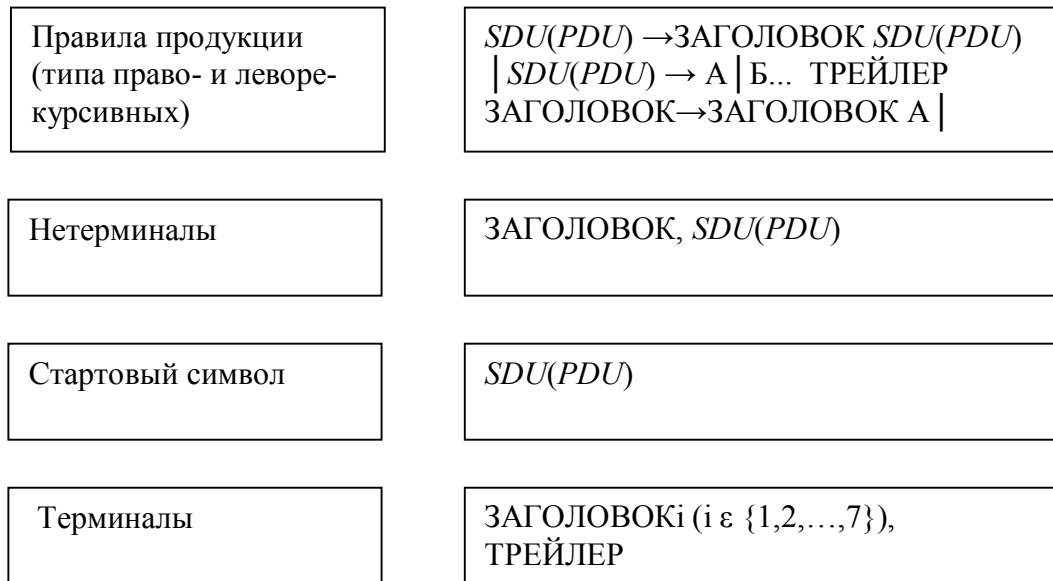 Правила продукции
(типа право- и леворе-
курсивных)
SDU(PDU) →ЗАГОЛОВОК SDU(PDU)
│SDU(PDU) → А│Б... ТРЕЙЛЕР
ЗАГОЛОВОК→ЗАГОЛОВОК А│
Нетерминалы
ЗАГОЛОВОК, SDU(PDU)
Стартовый символ
SDU(PDU)
Терминалы
ЗАГОЛОВОКi (i ε {1,2,…,7}),
ТРЕЙЛЕР